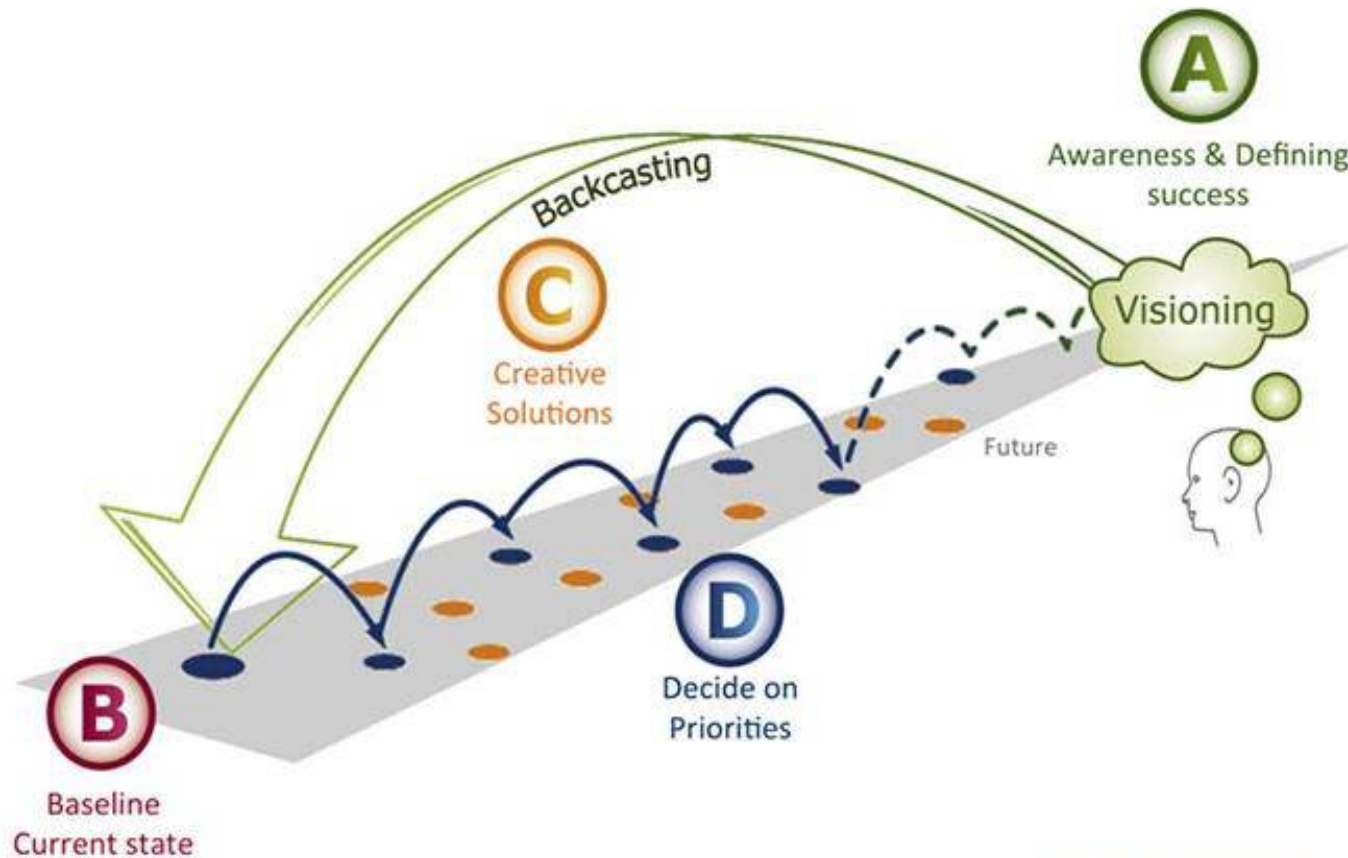 A
Awareness & Defining
success
Backcasting
C
Creative
Solutions
Visioning
Future
D
Decide on
Priorities
B
Baseline
Current state